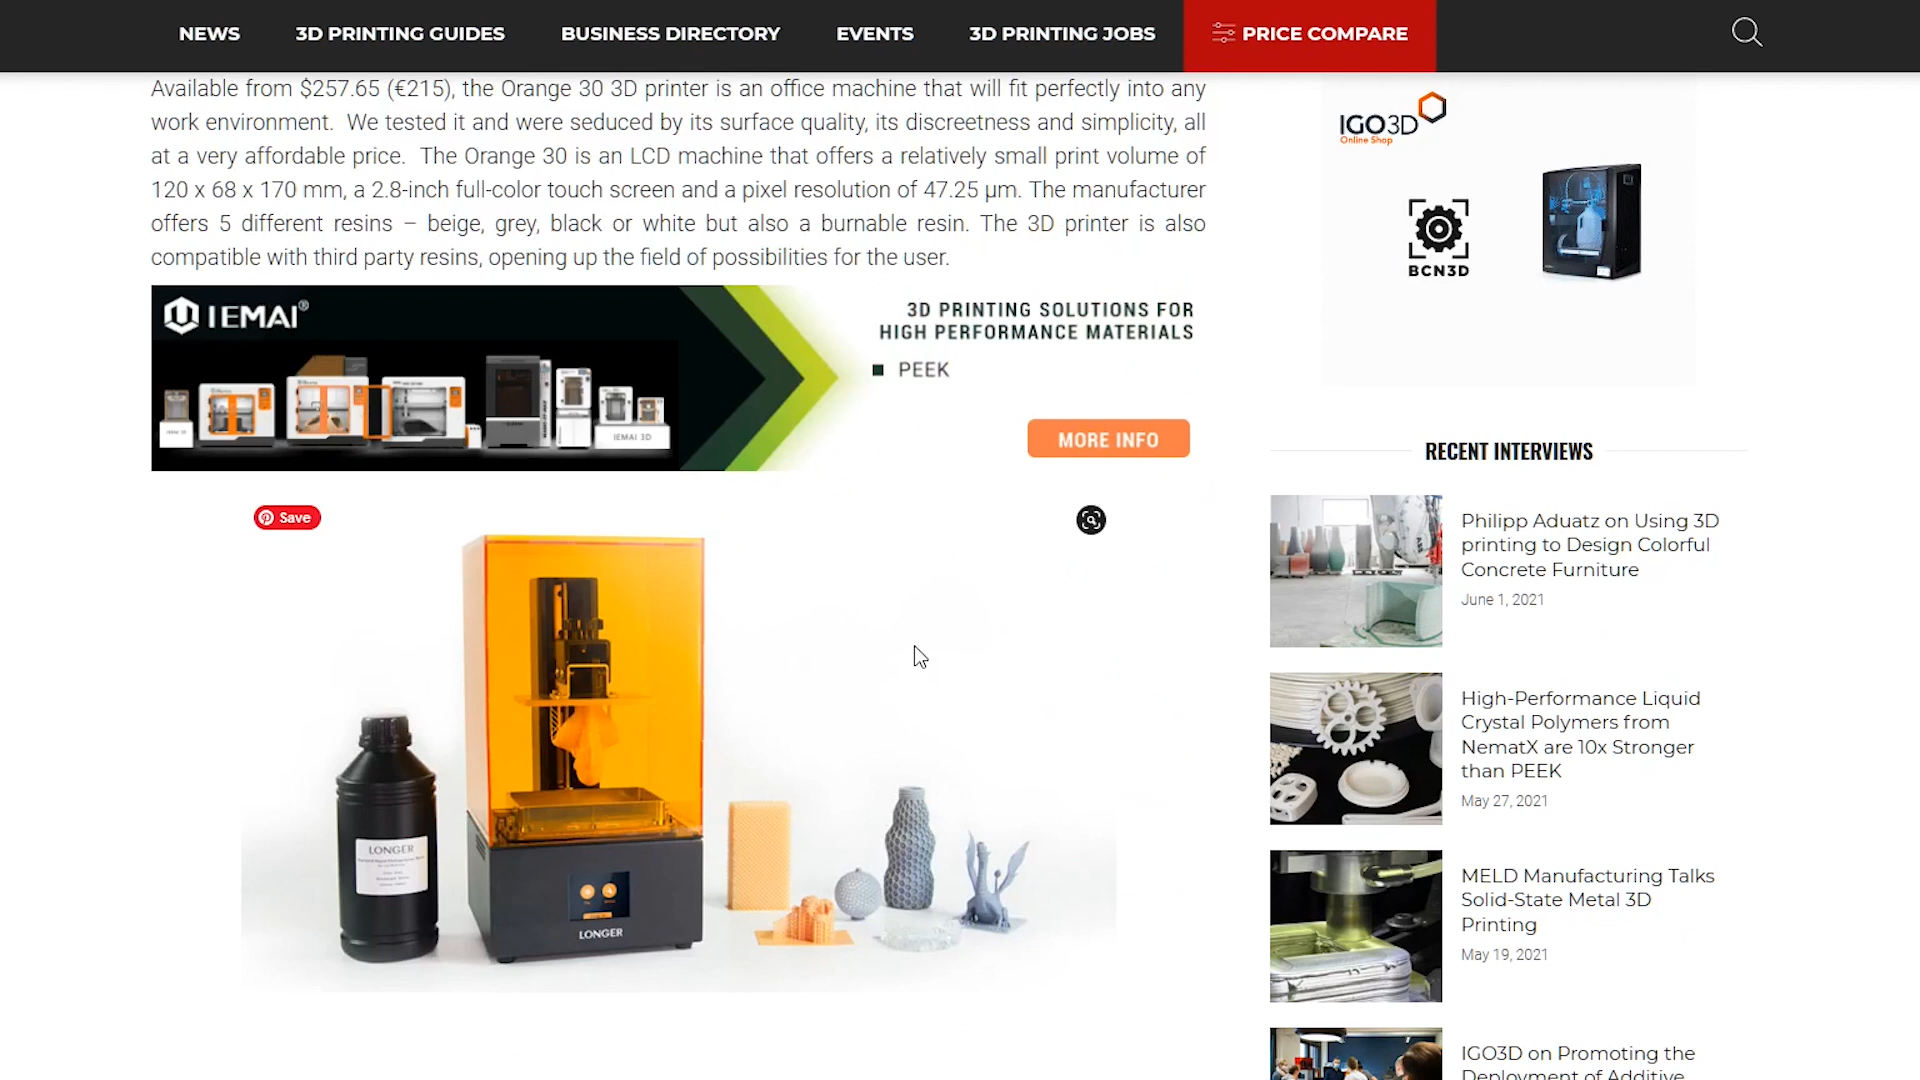 NEWS
3D PRINTING GUIDES
BUSINESS DIRECTORY
EVENTS
3D PRINTING JOBS
PRICE COMPARE
Available from $257.65 (€215), the Orange 30 3D printer is an office machine that will fit perfectly into any
work environment. We tested it and were seduced by its surface quality, its discreetness and simplicity, all
at a very affordable price. The Orange 30 is an LCD machine that offers a relatively small print volume of
120 x 68 x 170 mm, a 2.8-inch full-color touch screen and a pixel resolution of 47.25 µm. The manufacturer
offers 5 different resins – beige, grey, black or white but also a burnable resin. The 3D printer is also
compatible with third party resins, opening up the field of possibilities for the user.
IEMAI®
3D PRINTING SOLUTIONS FOR
HIGH PERFORMANCE MATERIALS
PEEK
MORE INFO
IEMAI 3D
Save
LONGER
LONGER
IGO3D
Online Shop
BCN3D
RECENT INTERVIEWS
Philipp Aduatz on Using 3D
printing to Design Colorful
Concrete Furniture
June 1, 2021
High-Performance Liquid
Crystal Polymers from
NematX are 10x Stronger
than PEEK
May 27, 2021
MELD Manufacturing Talks
Solid-State Metal 3D
Printing
May 19, 2021
IGO3D on Promoting the
Deployment of Additive